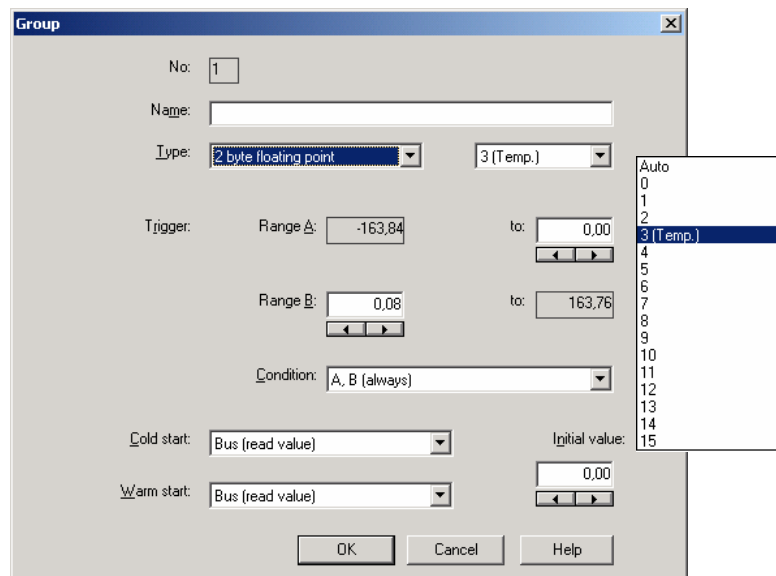 Group
No: 1
Name:
Type: 2 byte floating point 3 (Temp.)
Trigger: Range A: -163,84 to: 0,00
Range B: 0,08 to: 163,76
Condition: A, B (always)
Cold start: Bus (read value) Initial value:
0,00
Warm start: Bus (read value)
OK Cancel Help
Auto
0
1
2
3 (Temp.)
4
5
6
7
8
9
10
11
12
13
14
15